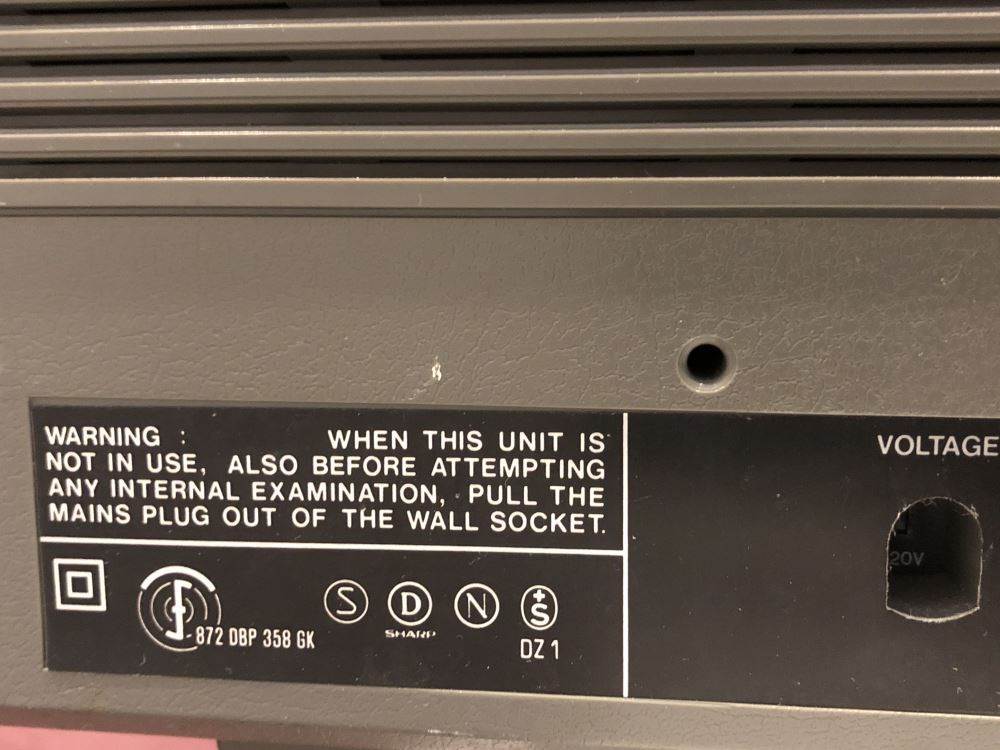 WARNING : WHEN THIS UNIT IS
NOT IN USE, ALSO BEFORE ATTEMPTING
ANY INTERNAL EXAMINATION, PULL THE
MAINS PLUG OUT OF THE WALL SOCKET.
VOLTAGE
20V
872 DBP 358 GK
S
D
SHARP
N
+S
DZ 1